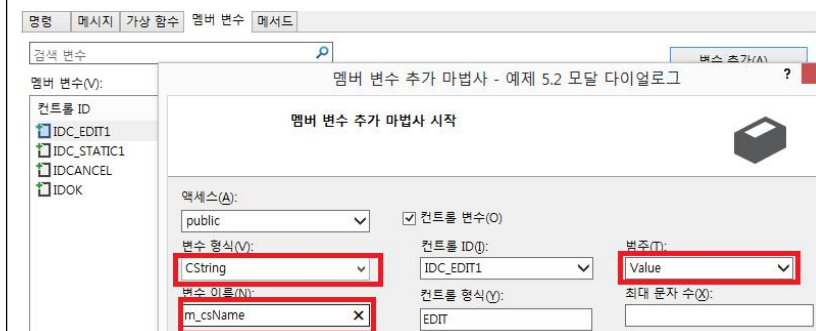 명령 메시지 가상 함수 멤버 변수 메서드
검색 변수
변수 추가(A)
멤버 변수(V):
멤버 변수 추가 마법사 - 예제 5.2 모달 다이얼로그 ?
컨트롤 ID
멤버 변수 추가 마법사 시작
IDC_EDIT1
IDC_STATIC1
IDCANCEL
IDOK
액세스(A):
public
컨트롤 변수(O)
변수 형식(V):
컨트롤 ID(I):
범주(T):
CString
IDC_EDIT1
Value
변수 이름(N):
컨트롤 형식(Y):
최대 문자 수(X):
m_csName
EDIT